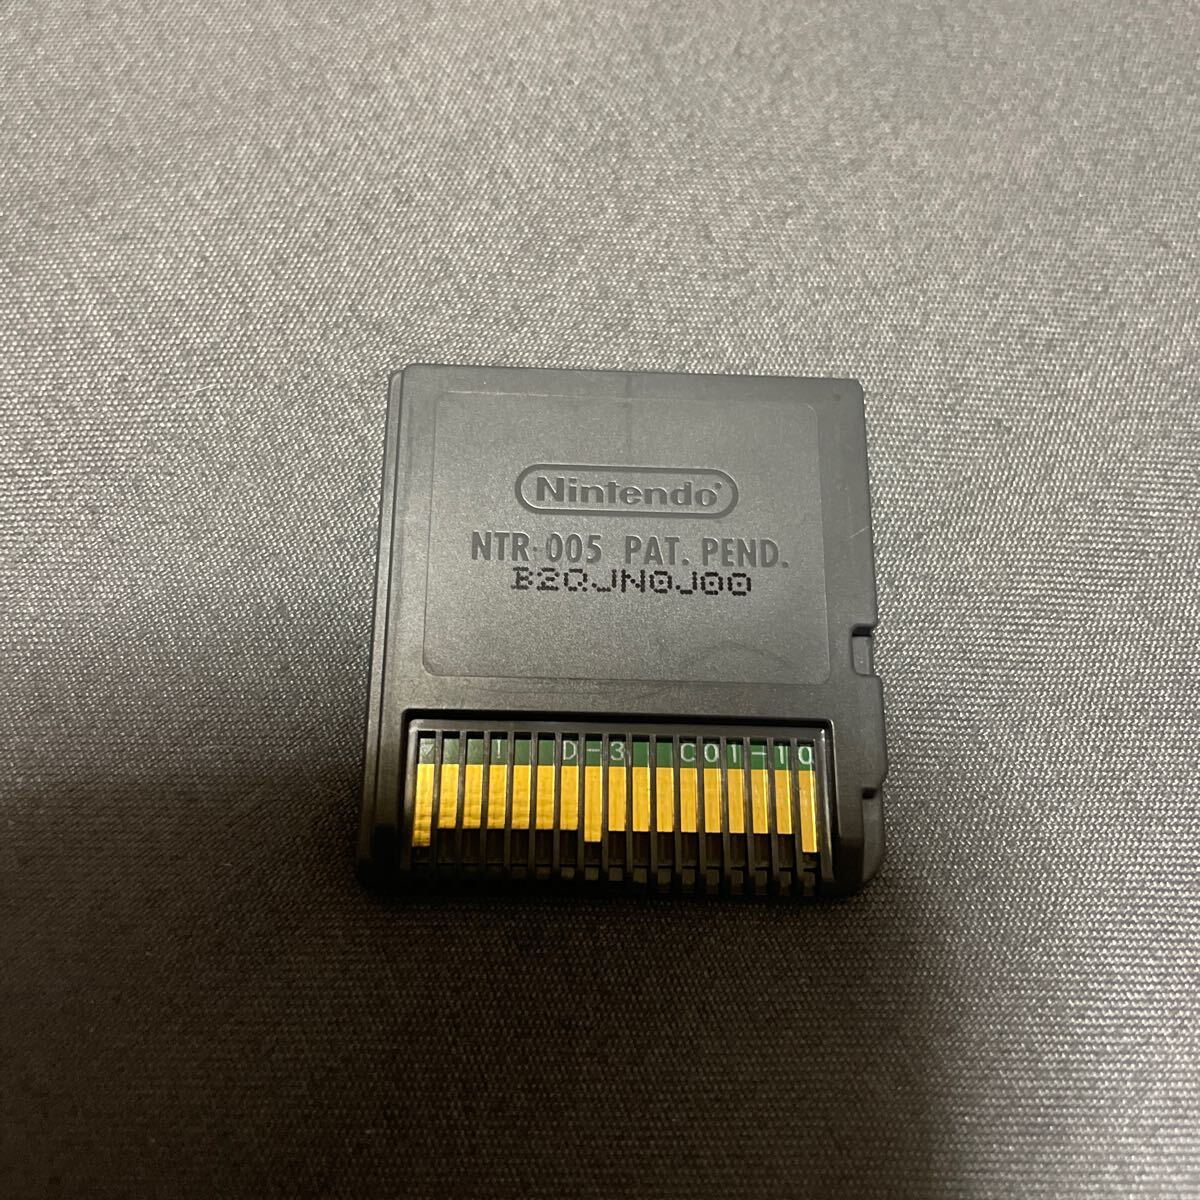 Nintendo®
NTR-005 PAT. PEND.
B2QJN0J00
D-3 C01-10